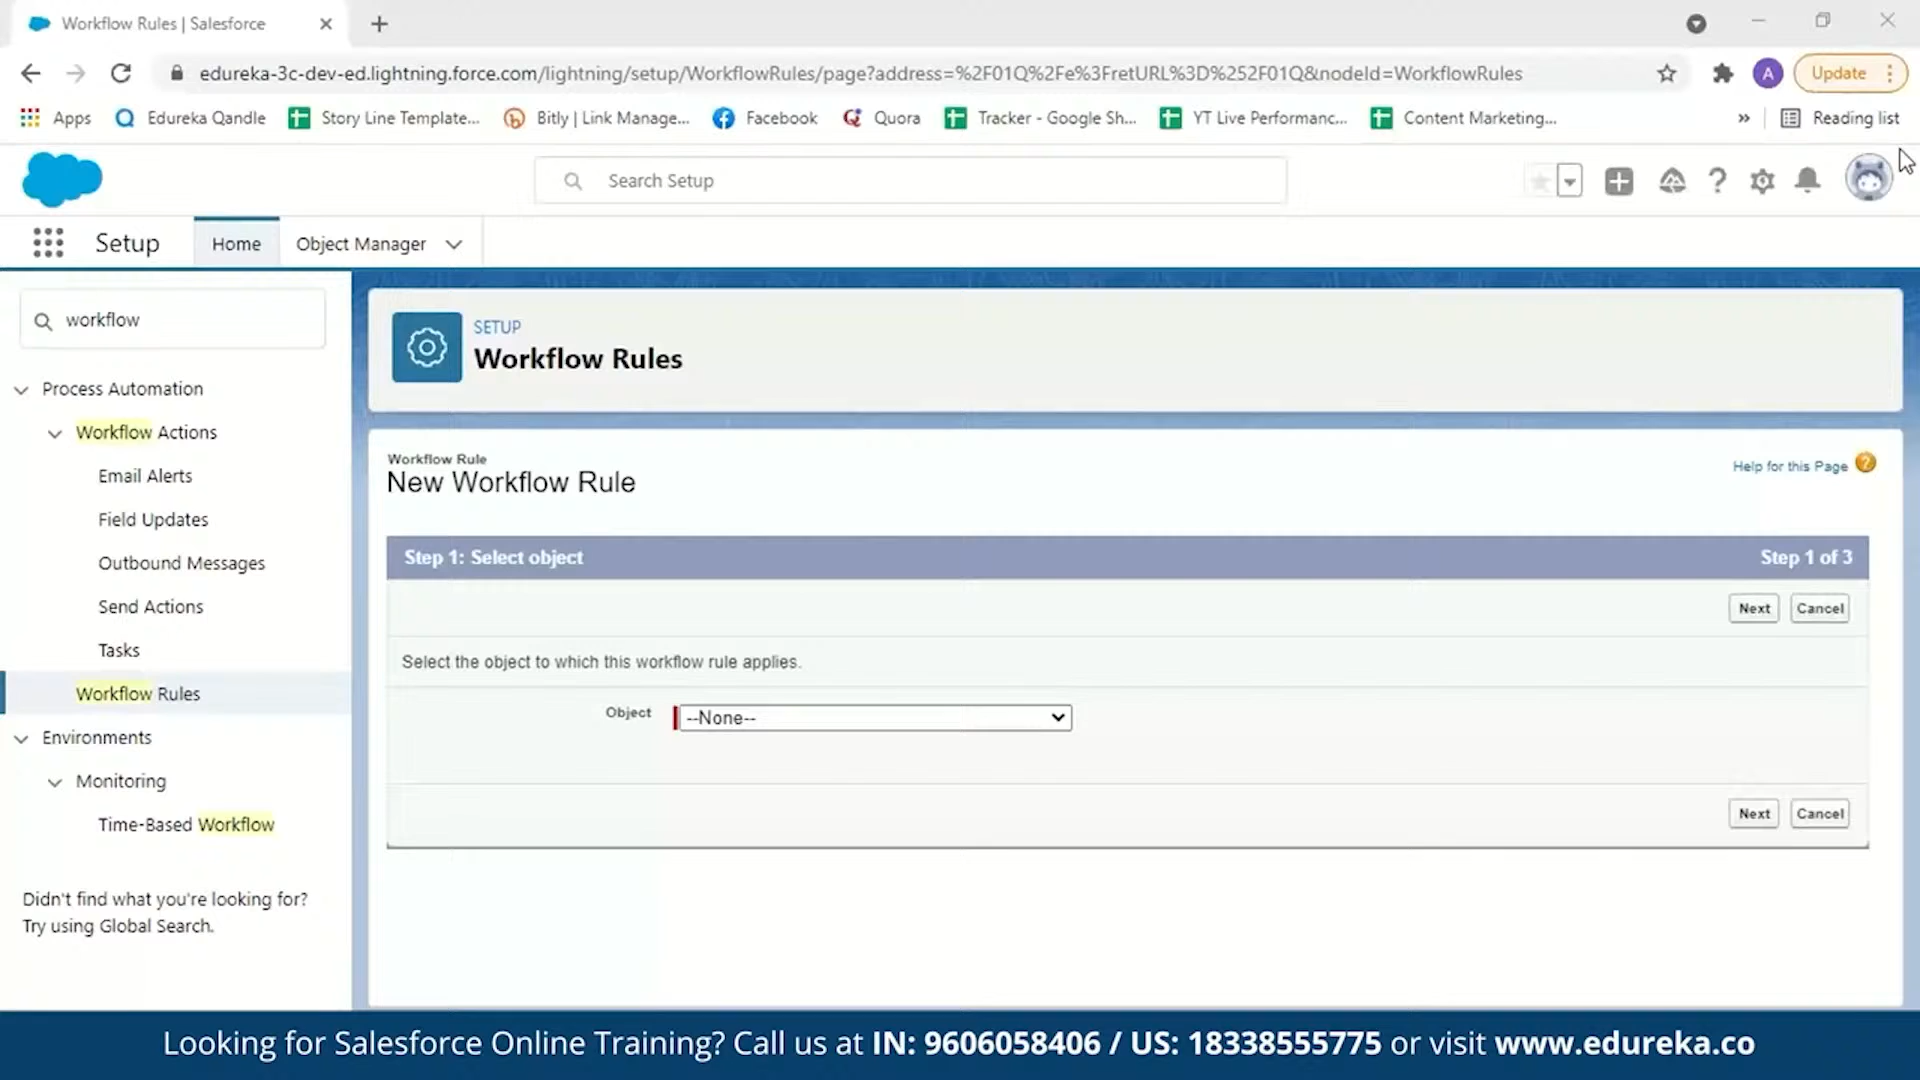 Workflow Rules | Salesforce
edureka-3c-dev-ed.lightning.force.com/lightning/setup/WorkflowRules/page?address=%2F01Q%2Fe%3FretURL%3D%252F01Q&nodeId=WorkflowRules
A
Update
Apps
Edureka Qandle
Story Line Template...
Bitly | Link Manage...
Facebook
Quora
Tracker - Google Sh...
YT Live Performanc...
Content Marketing...
»
Reading list
Search Setup
Setup
Home
Object Manager
workflow
Process Automation
Workflow Actions
Email Alerts
Field Updates
Outbound Messages
Send Actions
Tasks
Workflow Rules
Environments
Monitoring
Time-Based Workflow
Didn't find what you're looking for?
Try using Global Search.
SETUP
Workflow Rules
Workflow Rule
New Workflow Rule
Help for this Page ?
Step 1: Select object
Step 1 of 3
Next
Cancel
Select the object to which this workflow rule applies.
Object
--None--
Next
Cancel
Looking for Salesforce Online Training? Call us at IN: 9606058406 / US: 18338555775 or visit www.edureka.co